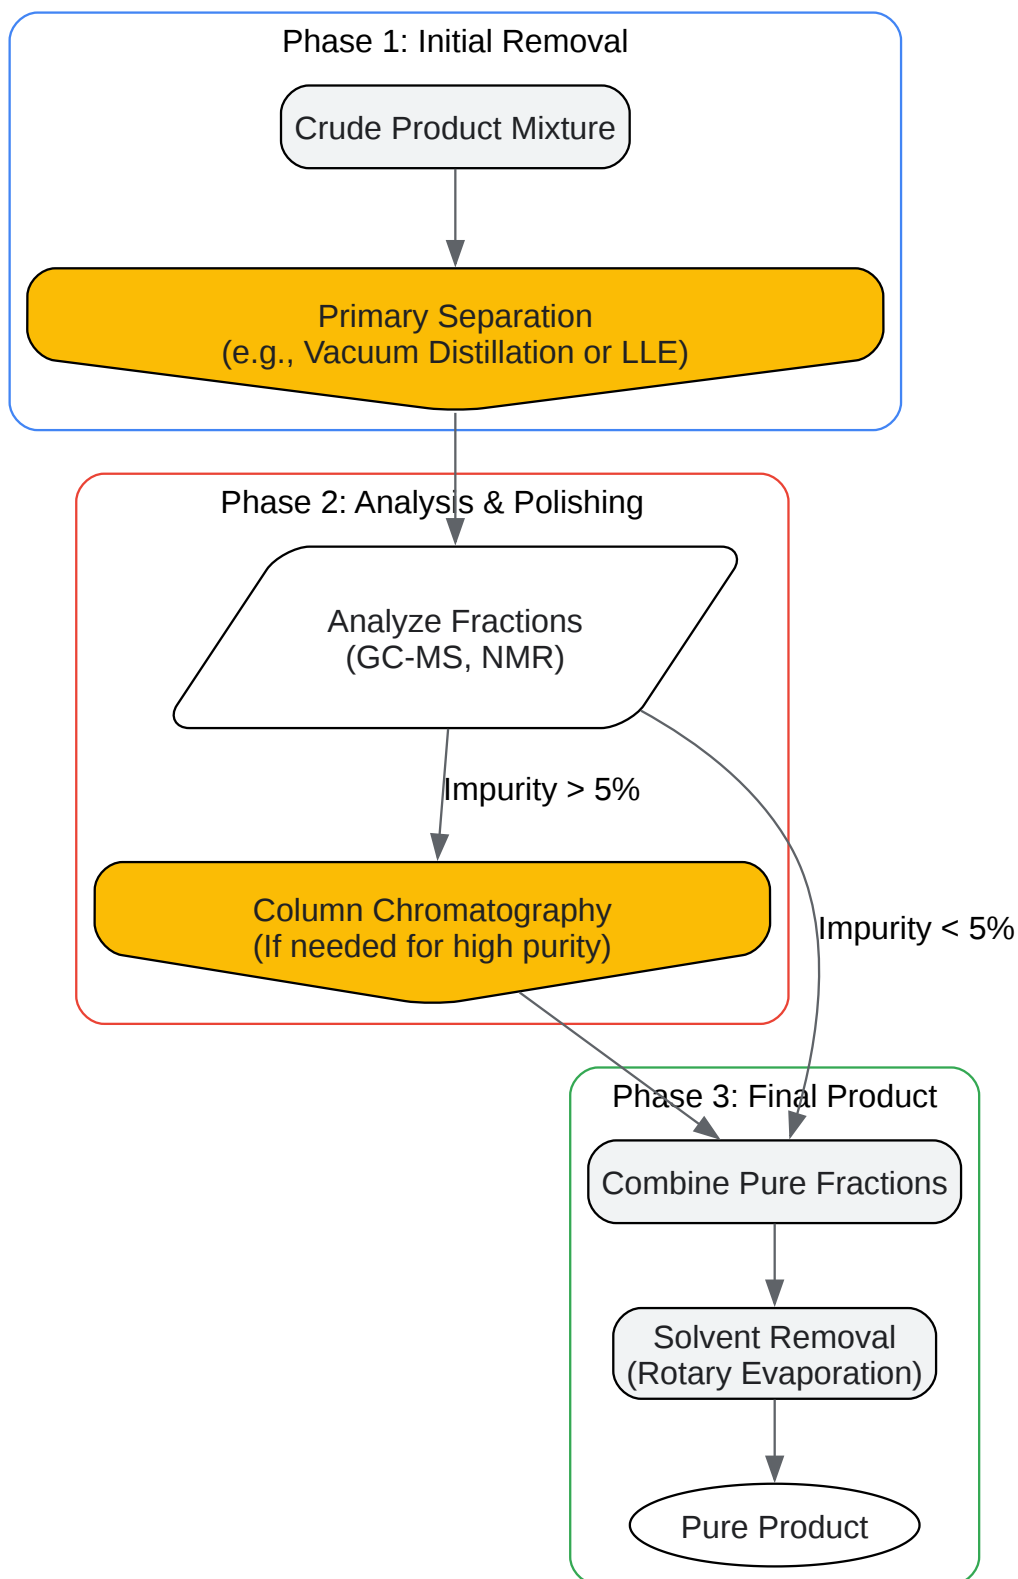 Phase 1: Initial Removal
Crude Product Mixture
Primary Separation
(e.g., Vacuum Distillation or LLE)
Phase 2: Analysis & Polishing
Analyze Fractions
(GC-MS, NMR)
Impurity > 5%
Column Chromatography
(If needed for high purity)
Impurity < 5%
Phase 3: Final Product
Combine Pure Fractions
Solvent Removal
(Rotary Evaporation)
Pure Product